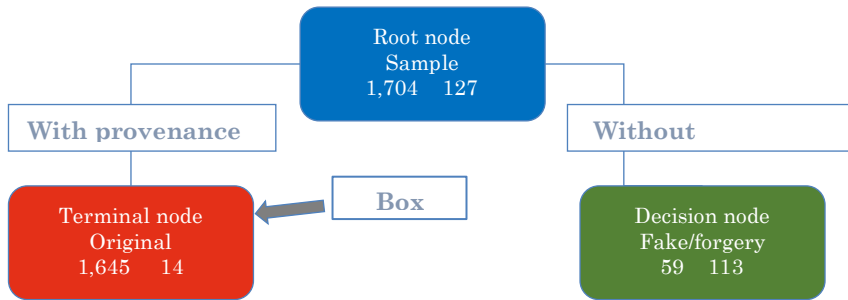 Root node
Sample
1,704 127
With provenance
Without
Terminal node
Original
1,645 14
Box
Decision node
Fake/forgery
59 113